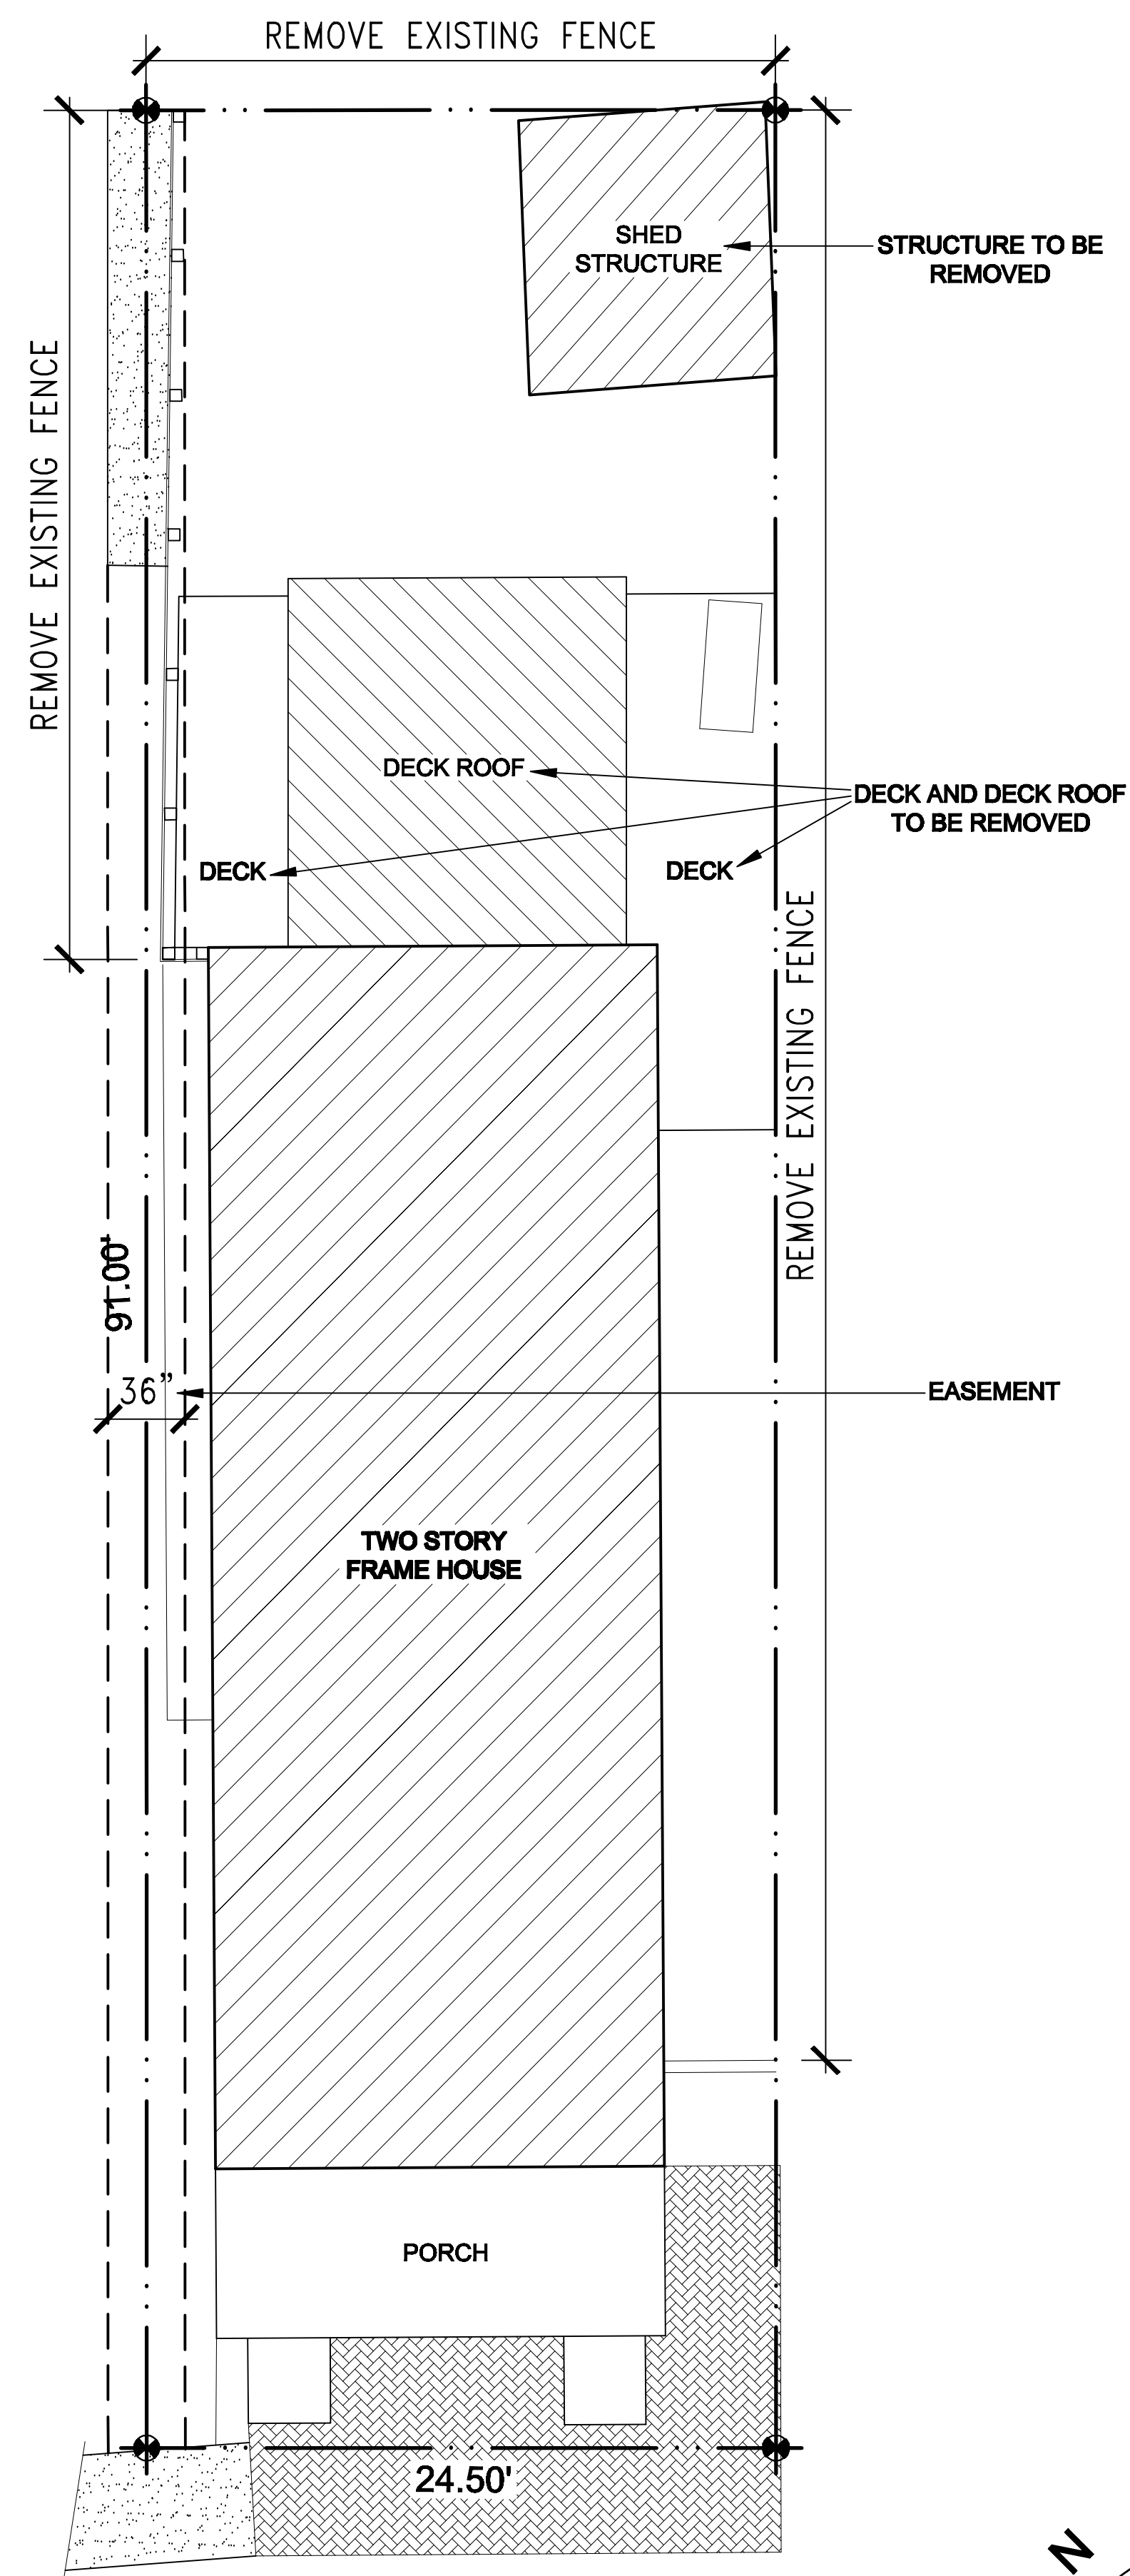 REMOVE EXISTING FENCE
SHED
STRUCTURE
STRUCTURE TO BE
REMOVED
REMOVE EXISTING FENCE
DECK ROOF
DECK AND DECK ROOF
TO BE REMOVED
DECK
DECK
REMOVE EXISTING FENCE
91.00'
36”
EASEMENT
TWO STORY
FRAME HOUSE
PORCH
24.50'
N